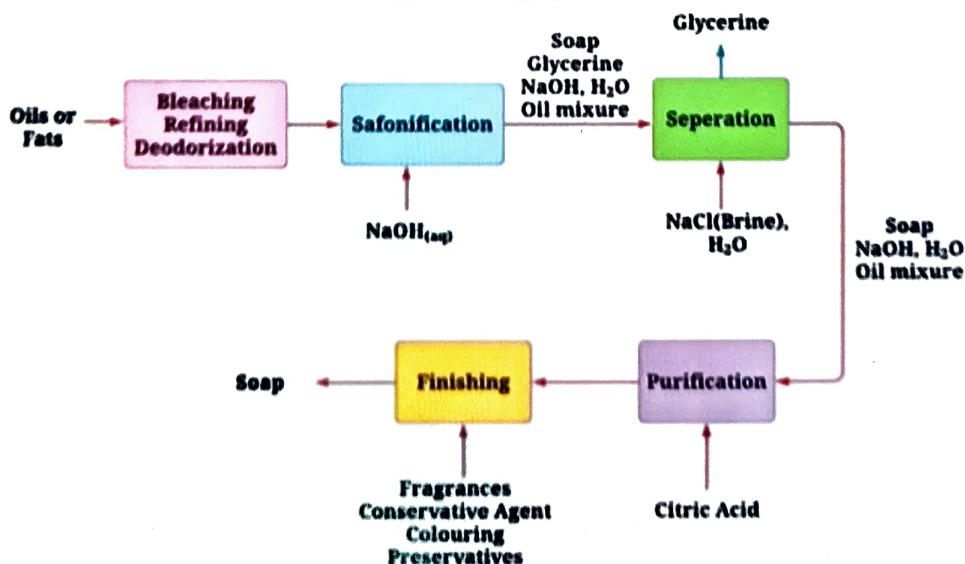 Oils or
Fats
Bleaching
Refining
Deodorization
Safonification
NaOH(aq)
Soap
Glycerine
NaOH, H₂O
Oil mixure
Glycerine
Seperation
NaCl(Brine),
H₂O
Soap
NaOH, H₂O
Oil mixure
Purification
Citric Acid
Finishing
Fragrances
Conservative Agent
Colouring
Preservatives
Soap